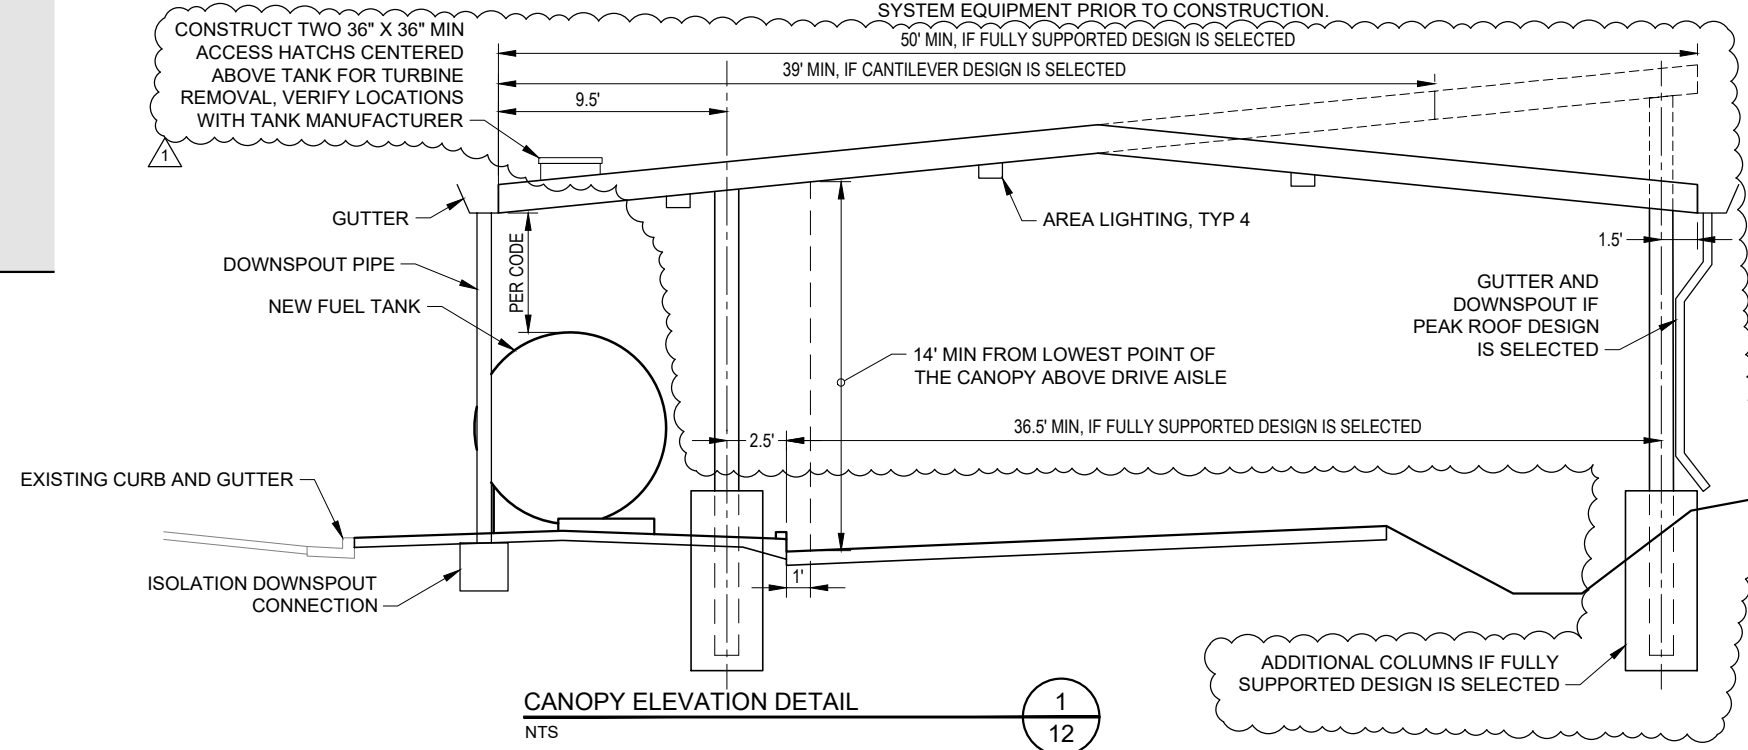 SYSTEM EQUIPMENT PRIOR TO CONSTRUCTION.
CONSTRUCT TWO 36" X 36" MIN
ACCESS HATCHS CENTERED
ABOVE TANK FOR TURBINE
REMOVAL, VERIFY LOCATIONS
WITH TANK MANUFACTURER
1
50' MIN, IF FULLY SUPPORTED DESIGN IS SELECTED
39' MIN, IF CANTILEVER DESIGN IS SELECTED
9.5'
GUTTER
DOWNSPOUT PIPE
NEW FUEL TANK
PER CODE
AREA LIGHTING, TYP 4
1.5'
GUTTER AND
DOWNSPOUT IF
PEAK ROOF DESIGN
IS SELECTED
14' MIN FROM LOWEST POINT OF
THE CANOPY ABOVE DRIVE AISLE
2.5'
36.5' MIN, IF FULLY SUPPORTED DESIGN IS SELECTED
EXISTING CURB AND GUTTER
ISOLATION DOWNSPOUT
CONNECTION
1'
ADDITIONAL COLUMNS IF FULLY
SUPPORTED DESIGN IS SELECTED
CANOPY ELEVATION DETAIL
NTS
1
12